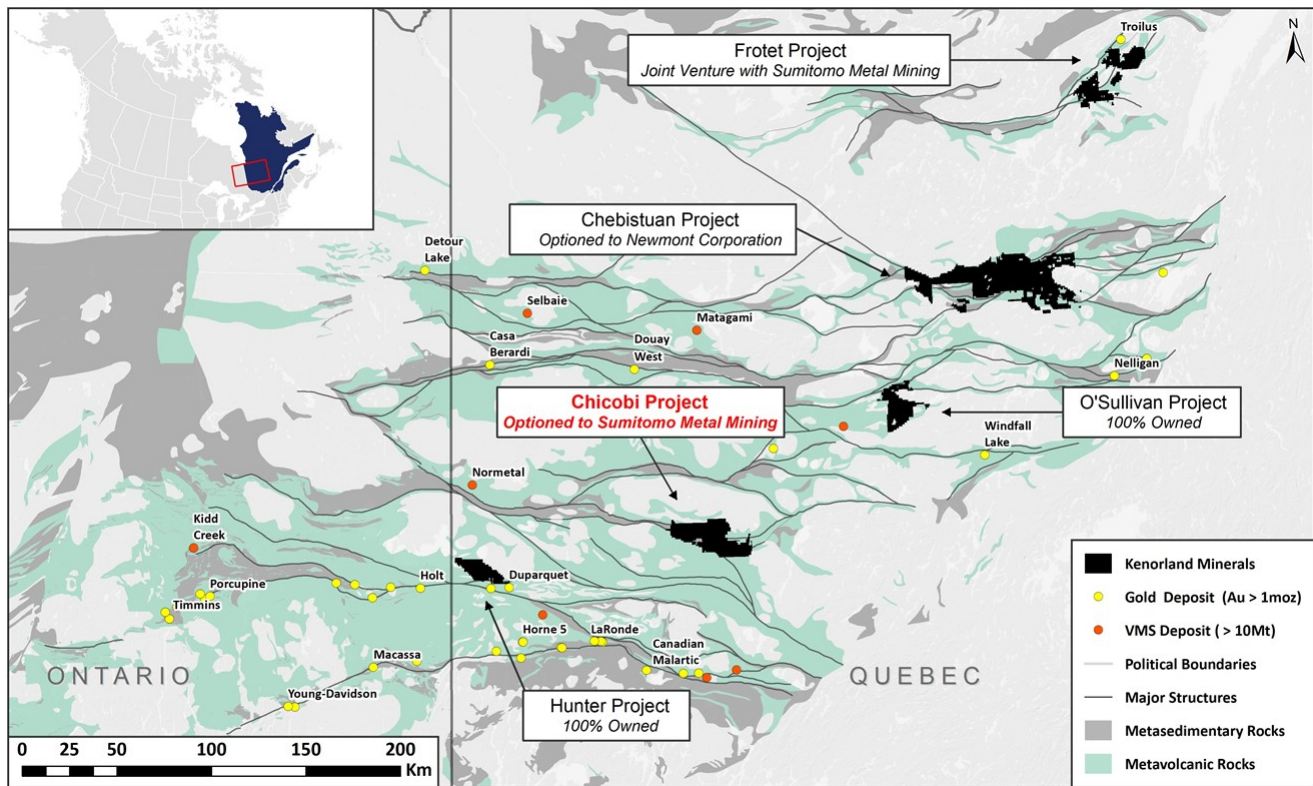 N
Troilus
Frotet Project
Joint Venture with Sumitomo Metal Mining
Chebistuan Project
Optioned to Newmont Corporation
Detour
Lake
Selbaie
Matagami
Casa
Berardi
Douay
West
Nelligan
Chicobi Project
Optioned to Sumitomo Metal Mining
O'Sullivan Project
100% Owned
Windfall
Lake
Normetal
Kidd
Creek
Porcupine
Timmins
Holt
Duparquet
Horne 5
LaRonde
Canadian
Malartic
Macassa
ONTARIO
QUEBEC
Young-Davidson
Hunter Project
100% Owned
0 25 50 100 150 200
Km
Kenorland Minerals
Gold Deposit (Au > 1moz)
VMS Deposit ( > 10Mt)
Political Boundaries
Major Structures
Metasedimentary Rocks
Metavolcanic Rocks